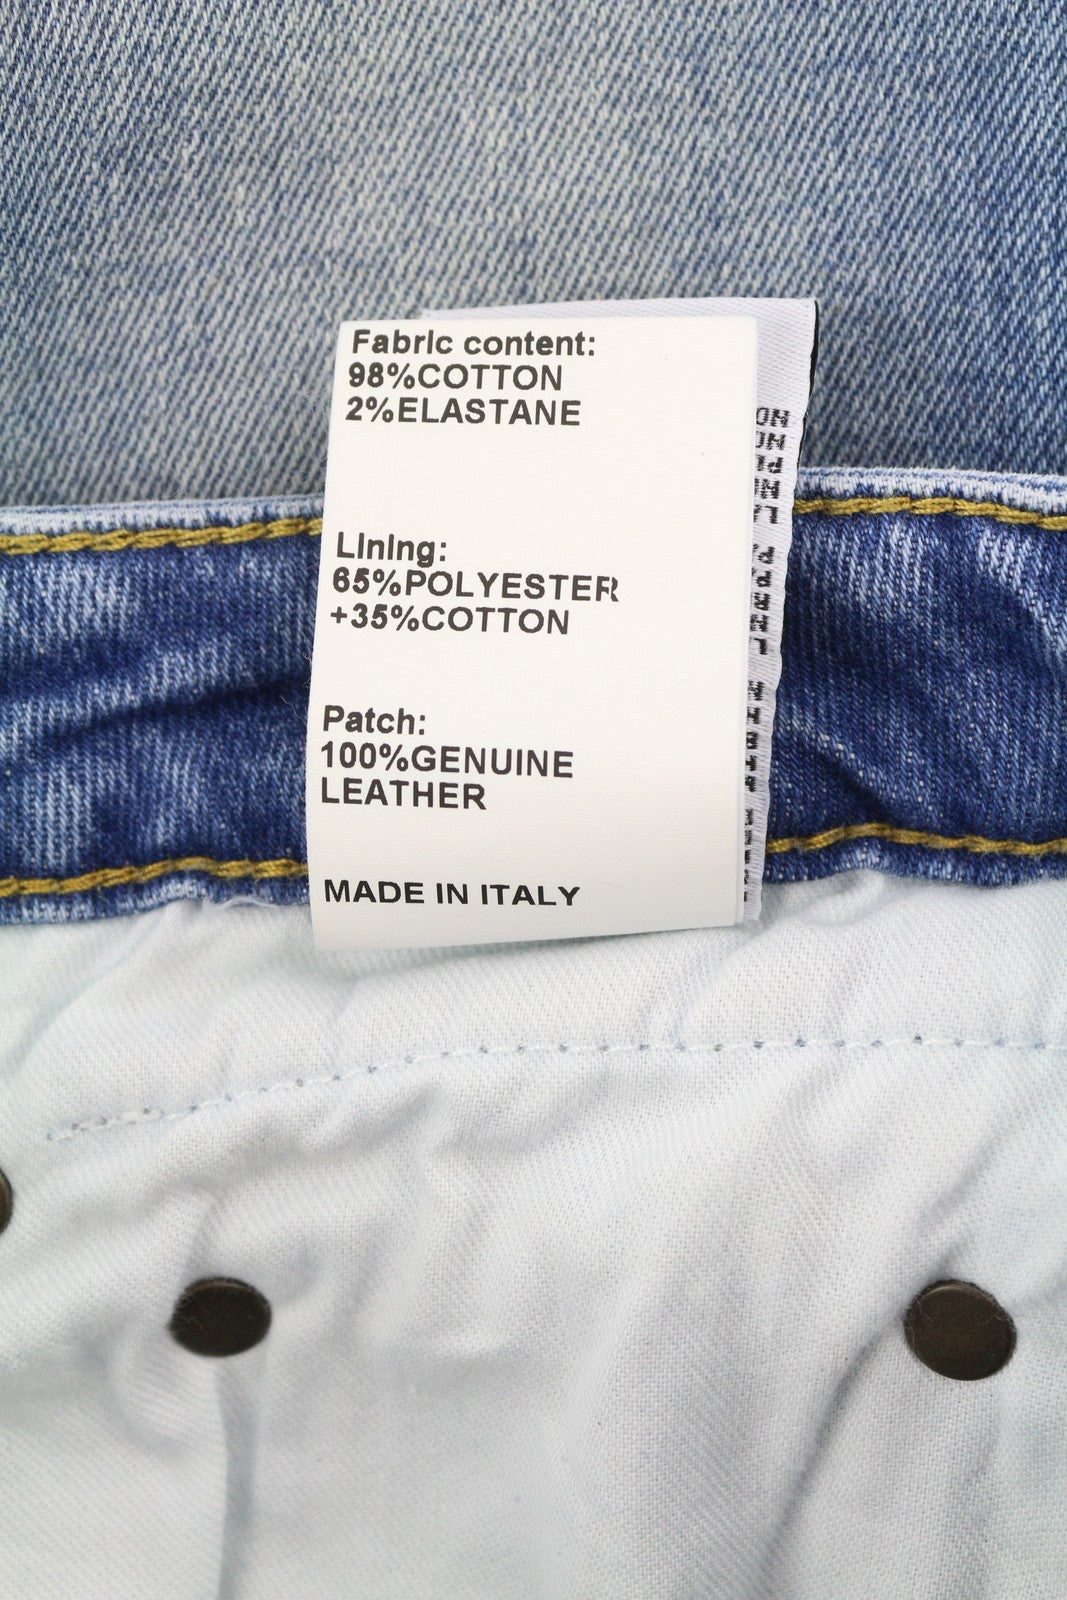 Fabric content:
98%COTTON
2%ELASTANE
Lining:
65%POLYESTER
+35%COTTON
Patch:
100%GENUINE
LEATHER
MADE IN ITALY